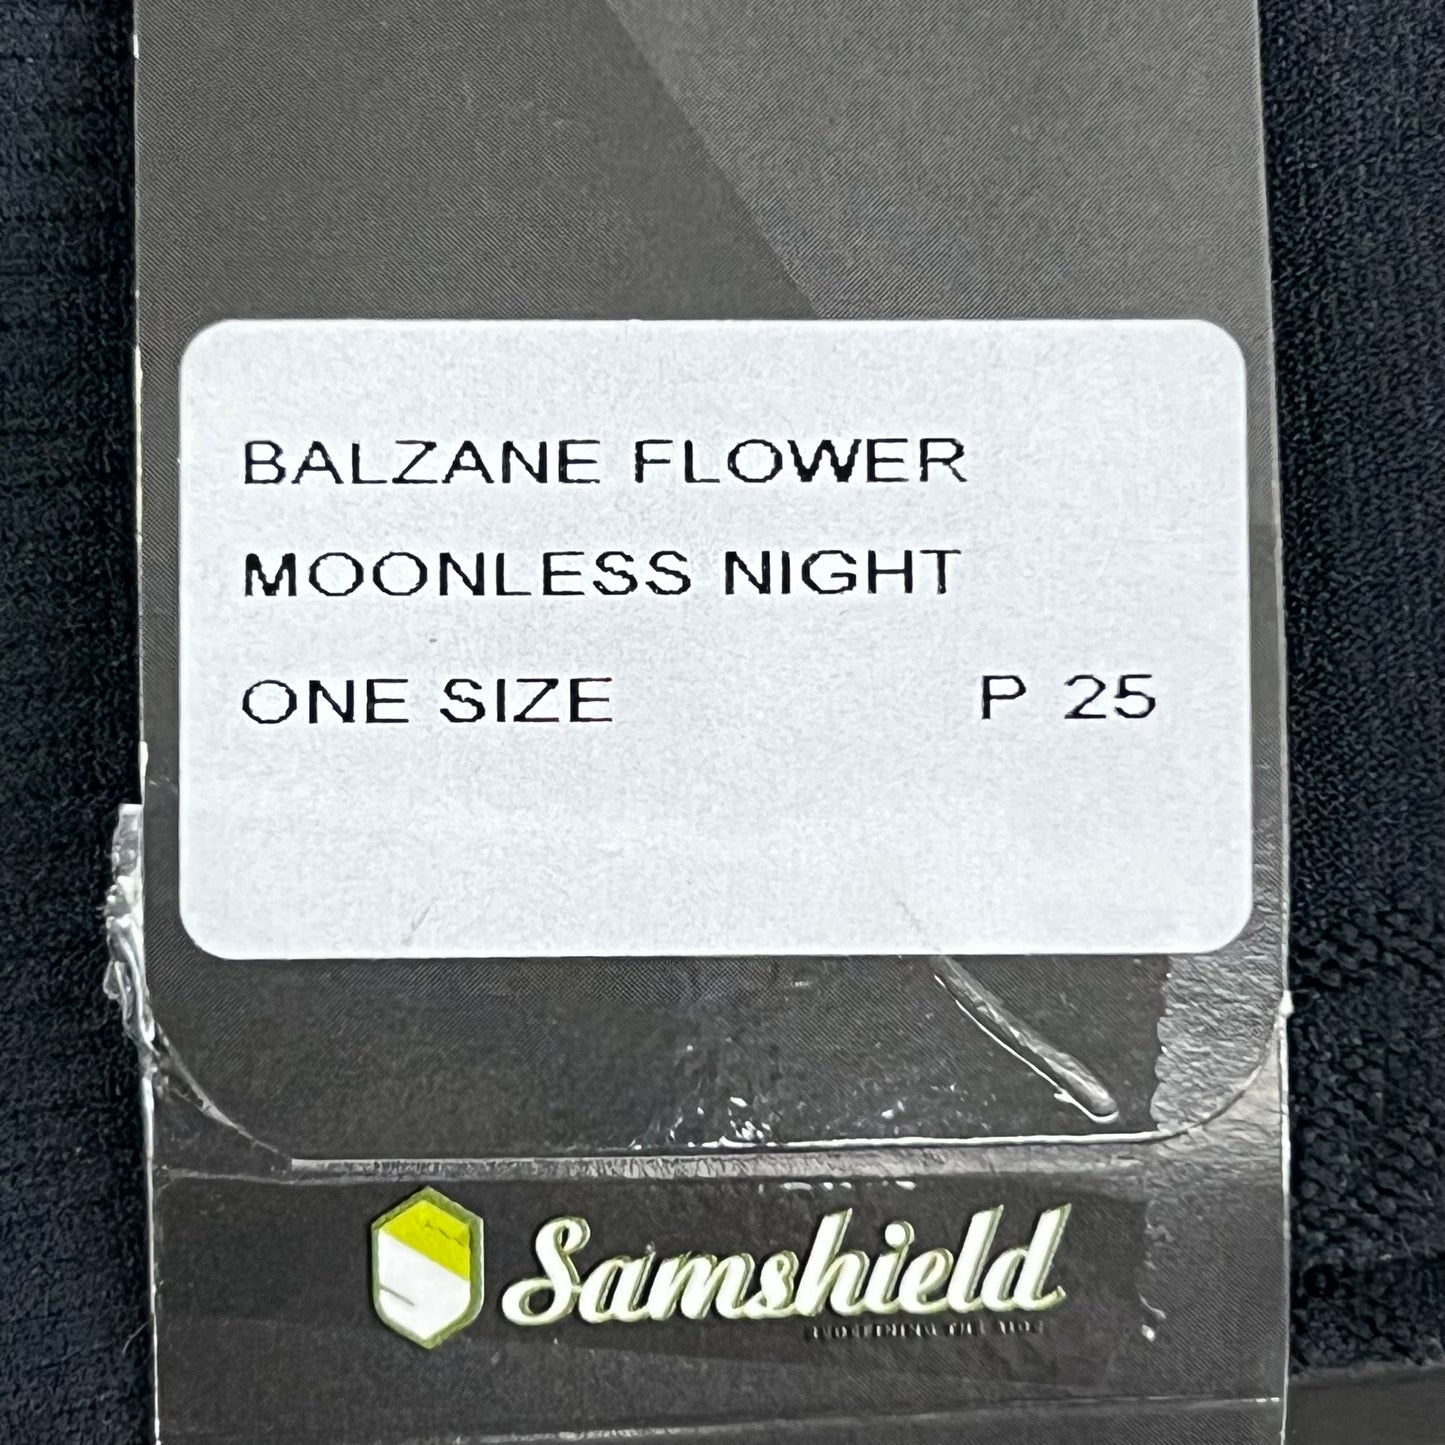 BALZANE FLOWER
MOONLESS NIGHT
ONE SIZE P 25
Samshield